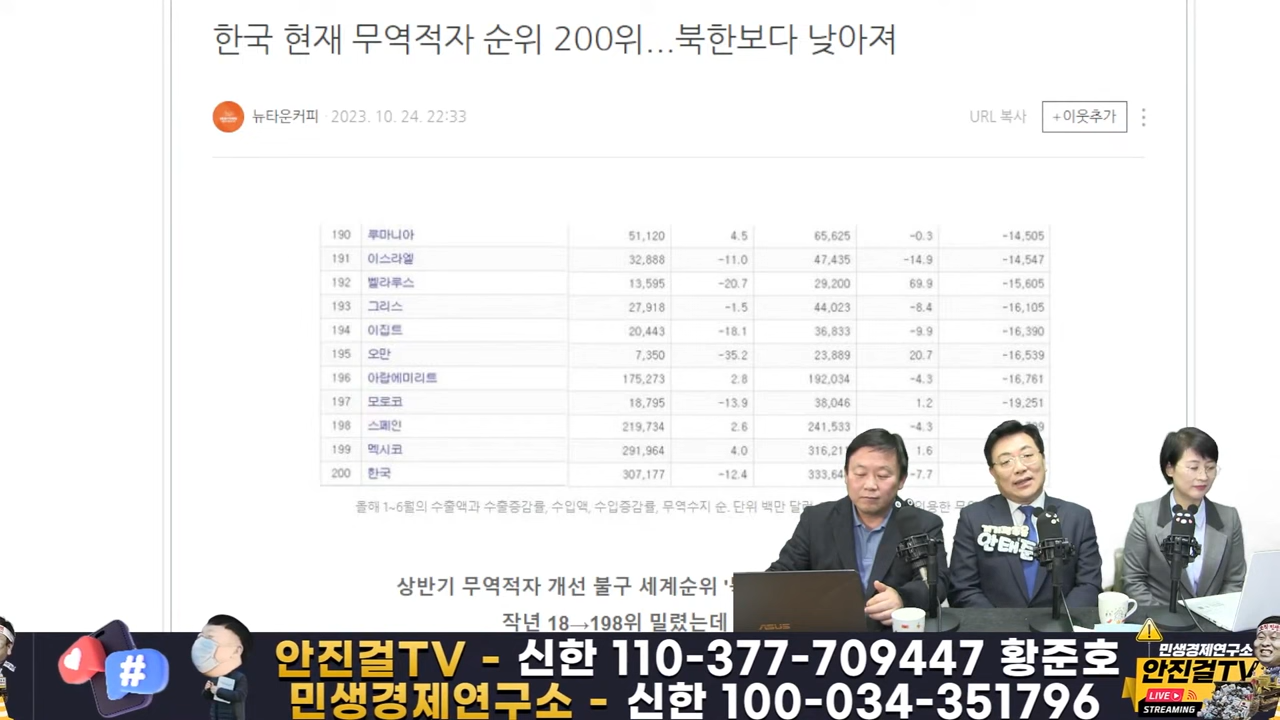 한국 현재 무역적자 순위 200위...북한보다 낮아져
뉴타운커피 · 2023. 10. 24. 22:33
URL 복사 +이웃추가
190 루마니아 51,120 4.5 65,625 -0.3 -14,505
191 이스라엘 32,888 -11.0 47,435 -14.9 -14,547
192 벨라루스 13,595 -20.7 29,200 69.9 -15,605
193 그리스 27,918 -1.5 44,023 -8.4 -16,105
194 이집트 20,443 -18.1 36,833 -9.9 -16,390
195 오만 7,350 -35.2 23,889 20.7 -16,539
196 아랍에미리트 175,273 2.8 192,034 -4.3 -16,761
197 모로코 18,795 -13.9 38,046 1.2 -19,251
198 스페인 219,734 2.6 241,533 -4.3
199 멕시코 291,964 4.0 316,21 1.6
200 한국 307,177 -12.4 333,64 -7.7
올해 1~6월의 수출액과 수출증감률, 수입액, 수입증감률, 무역수지 순. 단위 백만 달러
상반기 무역적자 개선 불구 세계순위
작년 18→198위 밀렸는데
안태준
ASUS
#
안진걸TV - 신한 110-377-709447 황준호
민생경제연구소 - 신한 100-034-351796
민생경제연구소
안진걸TV
LIVE
STREAMING